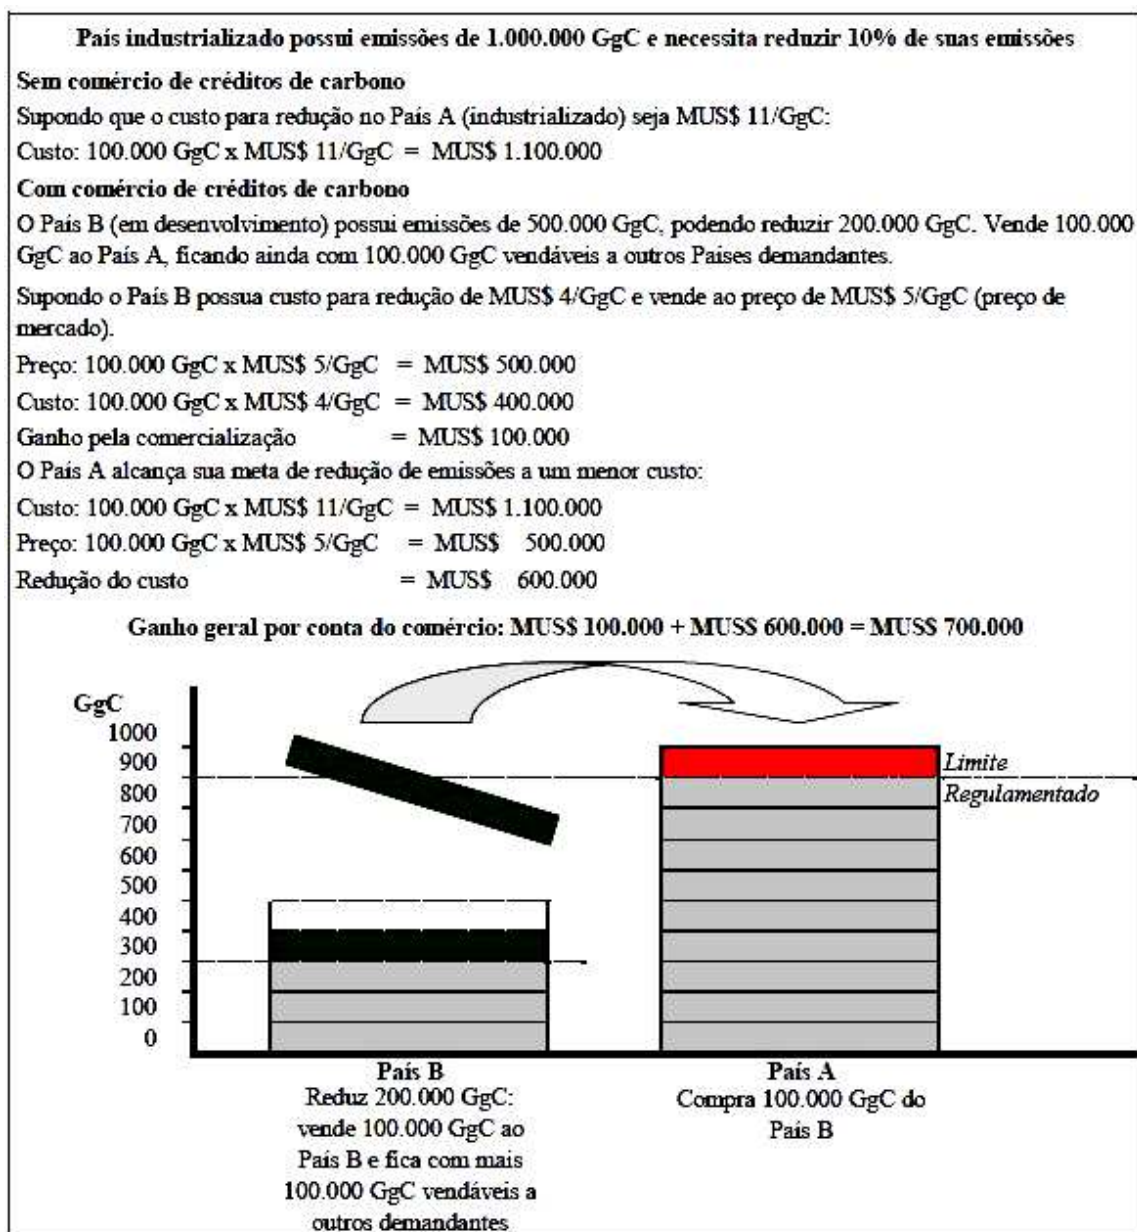 País industrializado possui emissões de 1.000.000 GgC e necessita reduzir 10% de suas emissões
Sem comércio de créditos de carbono
Supondo que o custo para redução no País A (industrializado) seja MUS$ 11/GgC:
Custo: 100.000 GgC x MUS$ 11/GgC = MUS$ 1.100.000
Com comércio de créditos de carbono
O País B (em desenvolvimento) possui emissões de 500.000 GgC, podendo reduzir 200.000 GgC. Vende 100.000
GgC ao País A, ficando ainda com 100.000 GgC vendáveis a outros Países demandantes.
Supondo o País B possua custo para redução de MUS$ 4/GgC e vende ao preço de MUS$ 5/GgC (preço de
mercado).
Preço: 100.000 GgC x MUS$ 5/GgC = MUS$ 500.000
Custo: 100.000 GgC x MUS$ 4/GgC = MUS$ 400.000
Ganho pela comercialização = MUS$ 100.000
O País A alcança sua meta de redução de emissões a um menor custo:
Custo: 100.000 GgC x MUS$ 11/GgC = MUS$ 1.100.000
Preço: 100.000 GgC x MUS$ 5/GgC = MUS$ 500.000
Redução do custo = MUS$ 600.000
Ganho geral por conta do comércio: MUS$ 100.000 + MUS$ 600.000 = MUS$ 700.000
GgC
1000
900
800
700
600
500
400
300
200
100
0
Limite
Regulamentado
País B
Reduz 200.000 GgC:
vende 100.000 GgC ao
País B e fica com mais
100.000 GgC vendáveis a
outros demandantes
País A
Compra 100.000 GgC do
País B